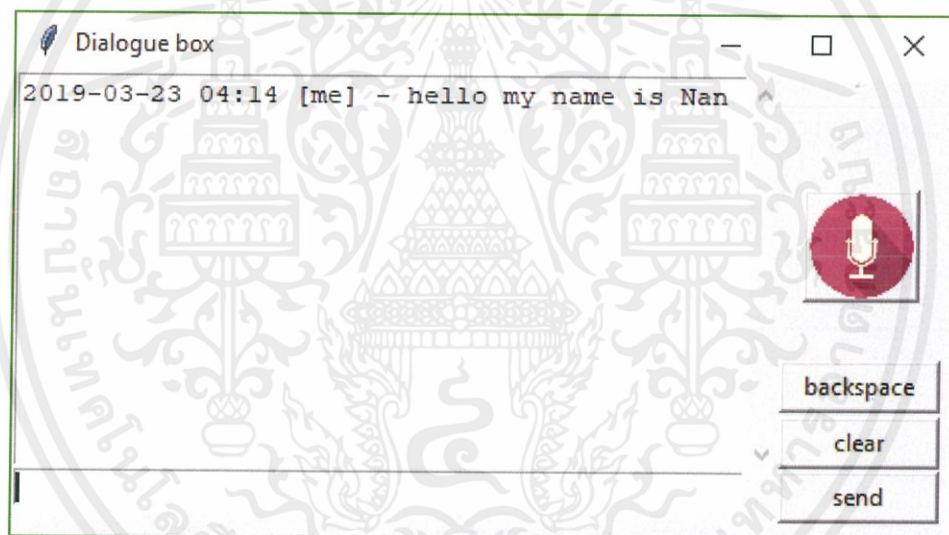 Dialogue box
2019-03-23 04:14 [me] - hello my name is Nan
backspace
clear
send